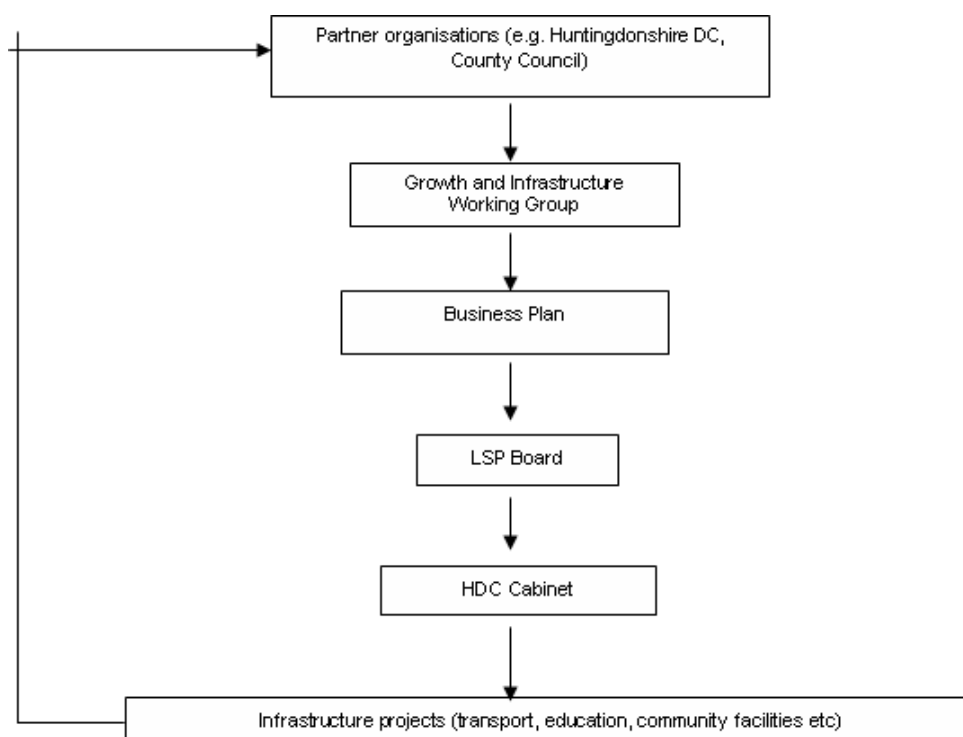 Partner organisations (e.g. Huntingdonshire DC,
County Council)
Growth and Infrastructure
Working Group
Business Plan
LSP Board
HDC Cabinet
Infrastructure projects (transport, education, community facilities etc)